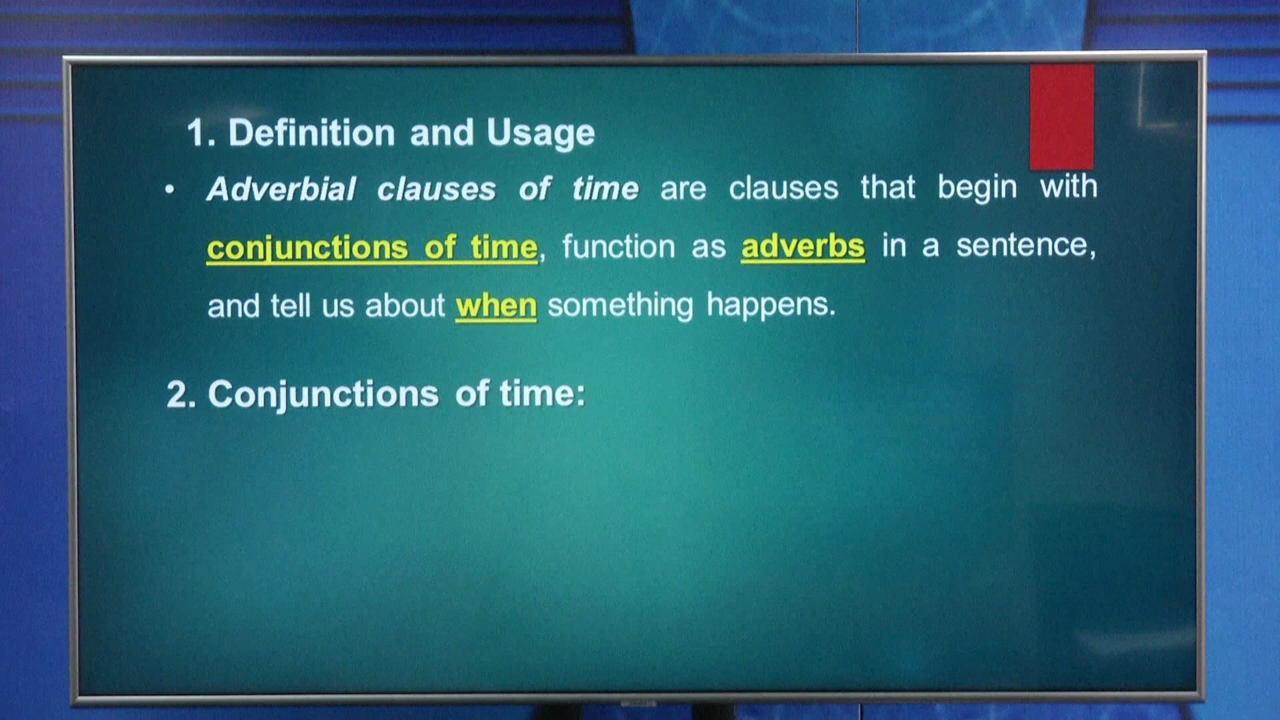 1. Definition and Usage
• Adverbial clauses of time are clauses that begin with
conjunctions of time, function as adverbs in a sentence,
and tell us about when something happens.
2. Conjunctions of time: